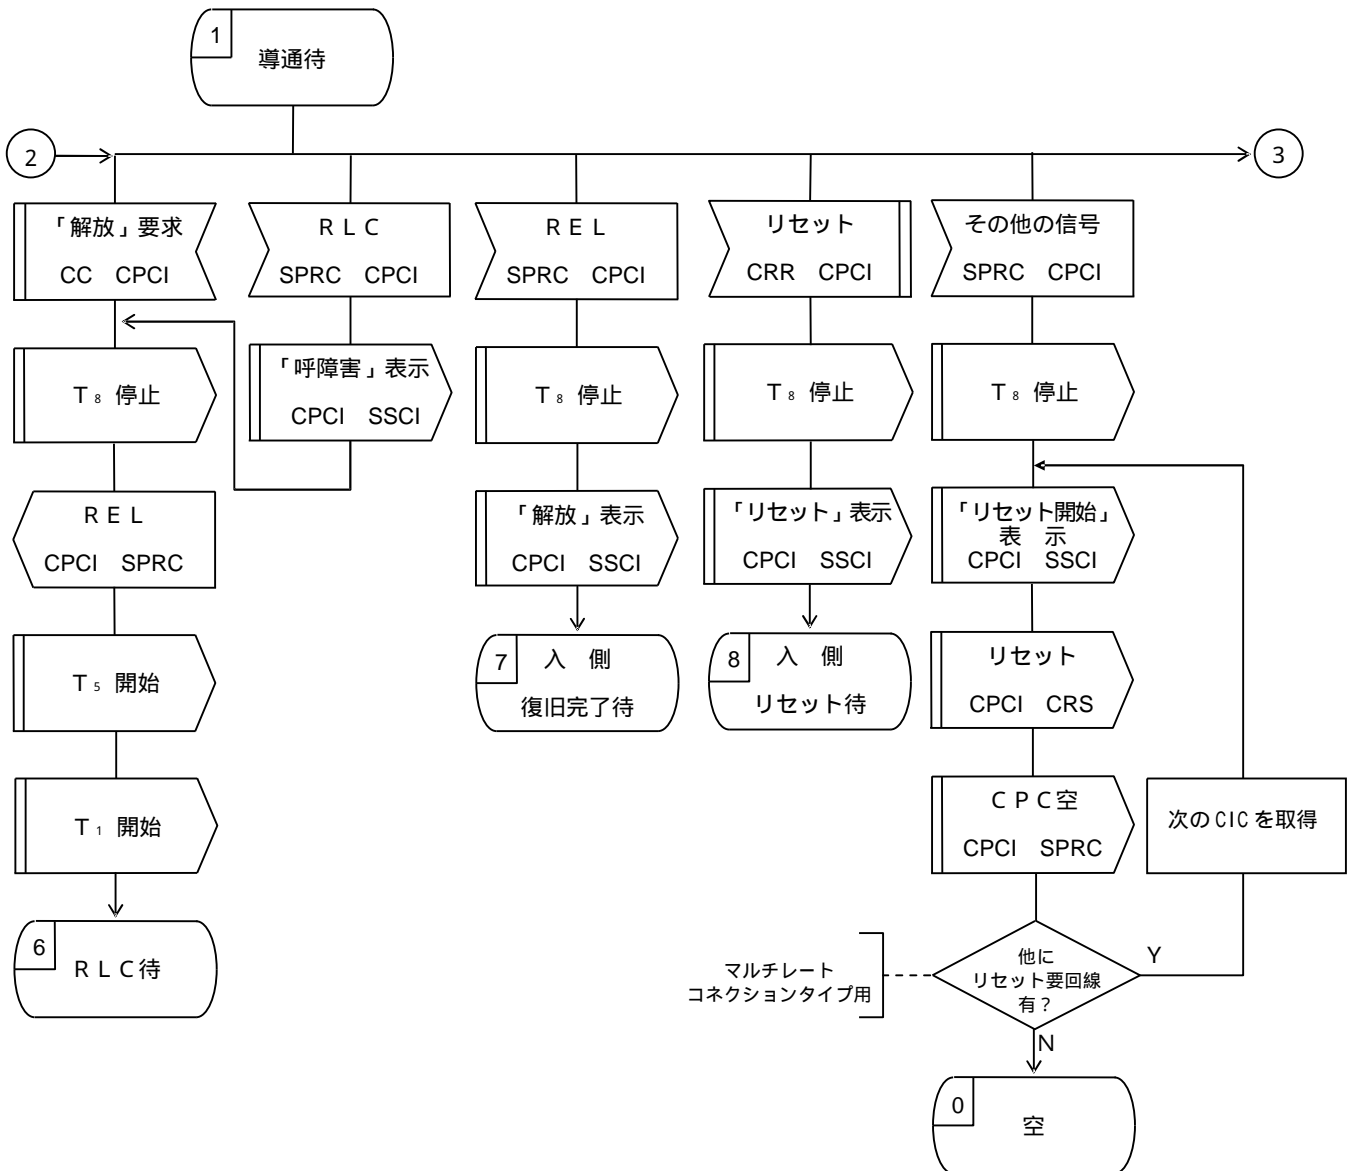 1
導通待
2
3
「解放」要求
CC CPCI
ＲＬＣ
SPRC CPCI
ＲＥＬ
SPRC CPCI
リセット
CRR CPCI
その他の信号
SPRC CPCI
Ｔ₈ 停止
「呼障害」表示
CPCI SSCI
Ｔ₈ 停止
Ｔ₈ 停止
Ｔ₈ 停止
ＲＥＬ
CPCI SPRC
「解放」表示
CPCI SSCI
「リセット」表示
CPCI SSCI
「リセット開始」
表 示
CPCI SSCI
Ｔ₅ 開始
7
入 側
復旧完了待
8
入 側
リセット待
リセット
CPCI CRS
Ｔ₁ 開始
ＣＰＣ空
CPCI SPRC
次のCICを取得
6
ＲＬＣ待
マルチレート
コネクションタイプ用
他に
リセット要回線
有？
Y
N
0
空